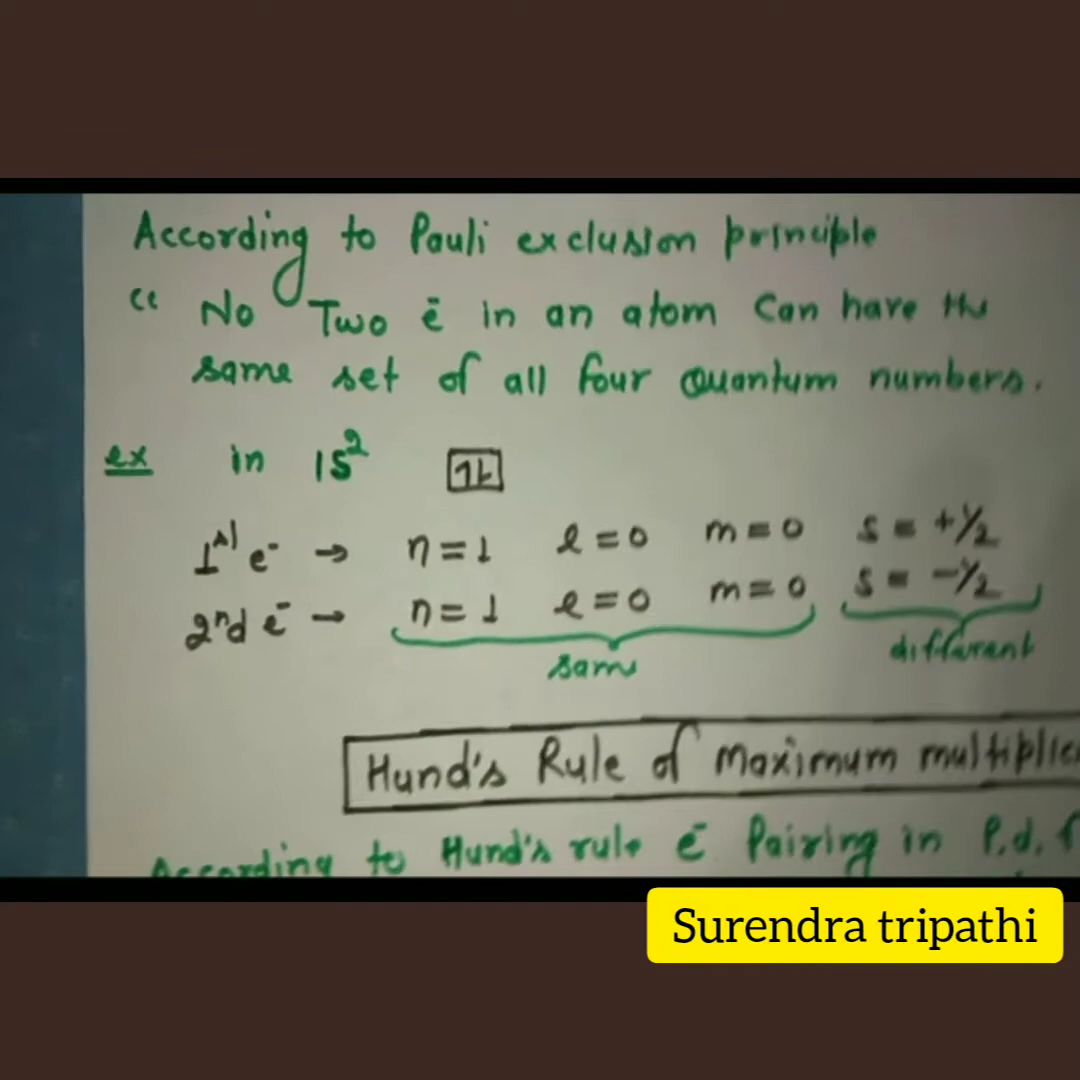 According to Pauli exclusion principle
“ No Two ē in an atom Can have the
same set of all four Quantum numbers.
ex in 1s² 1L
1st e⁻ → n=1 l=0 m=0 s=+1/2
2nd ē → n=1 l=0 m=0 s=-1/2
same different
Hund's Rule of Maximum multiplic
According to Hund's rule ē Pairing in P.d.f
Surendra tripathi